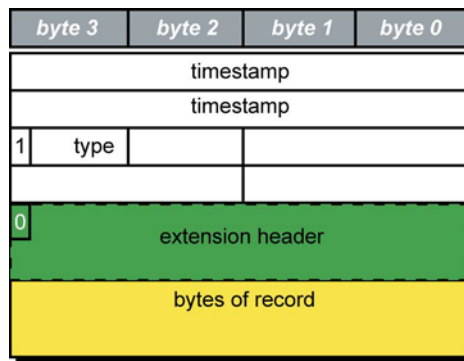 byte 3 byte 2 byte 1 byte 0
timestamp
timestamp
1 type
0
extension header
bytes of record